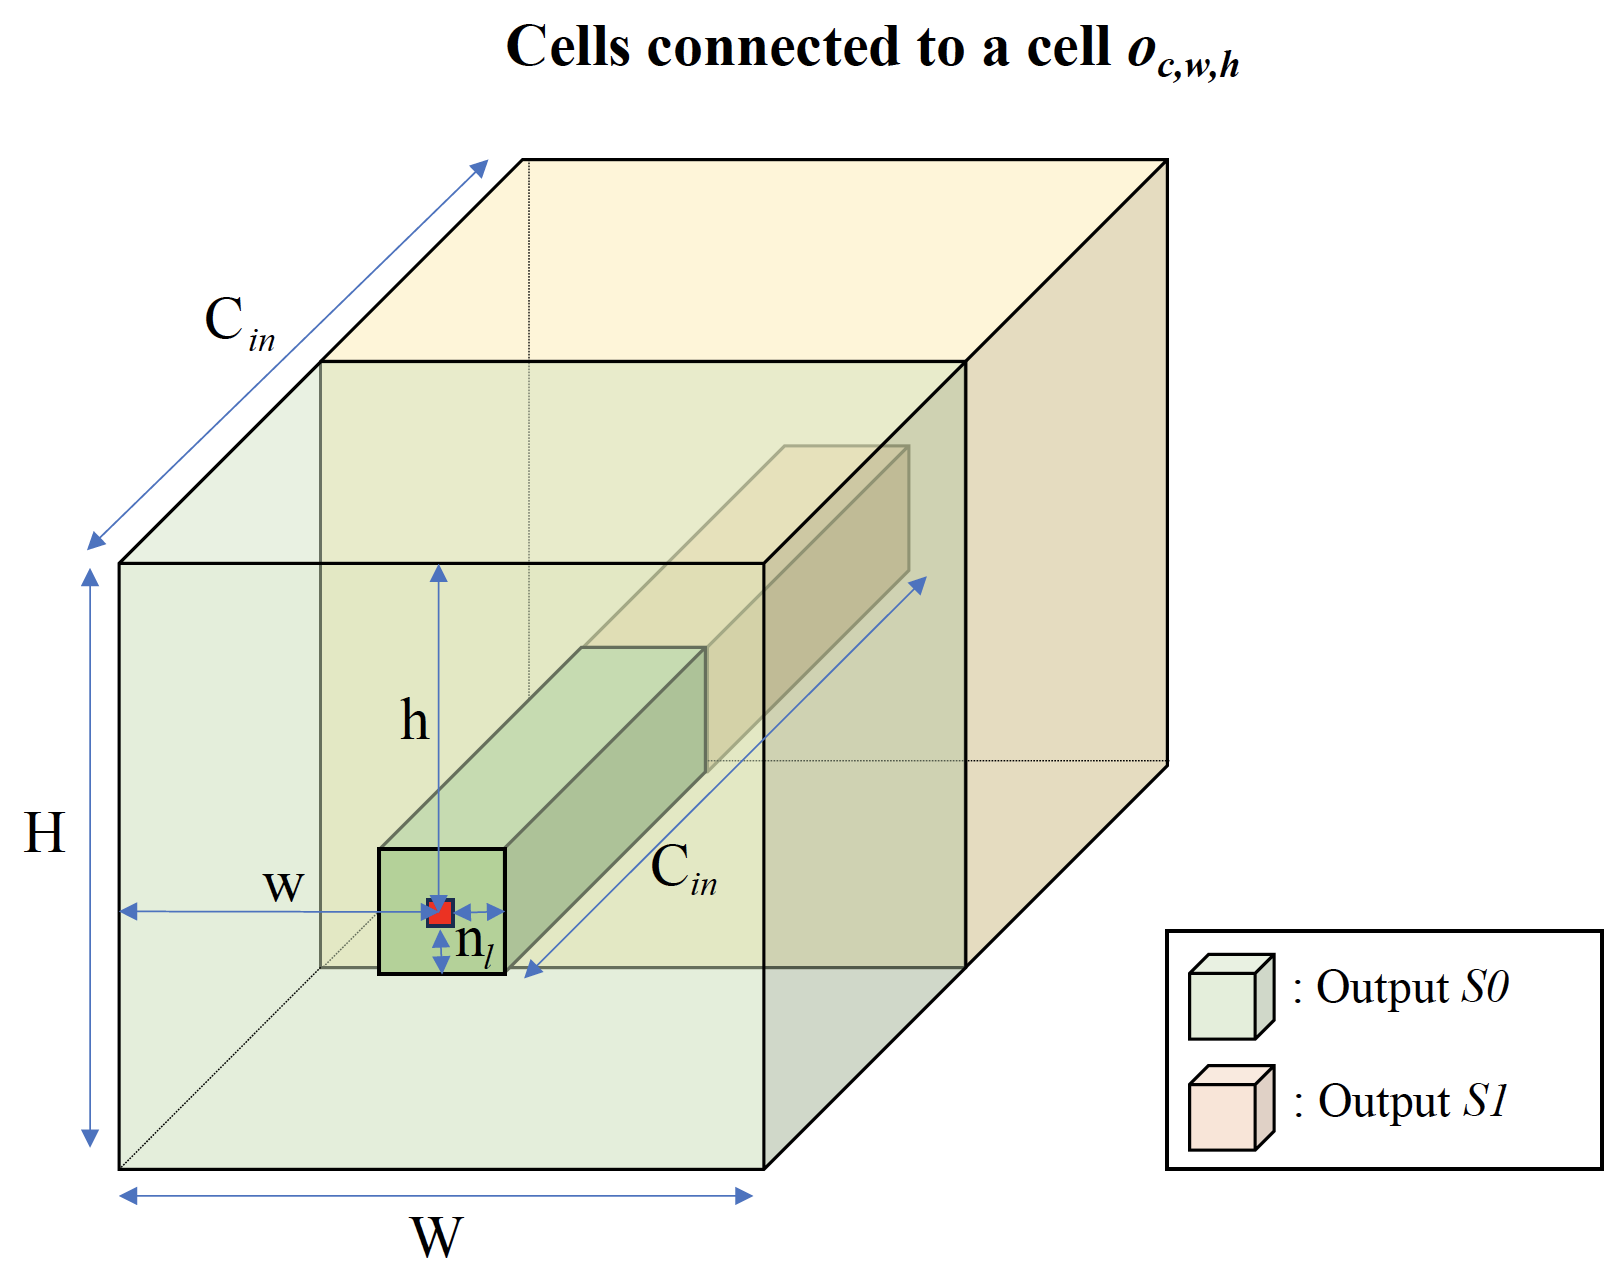 Cells connected to a cell o_{c,w,h}
C_{in}
h
H
w
C_{in}
n_l
: Output S0
: Output S1
W